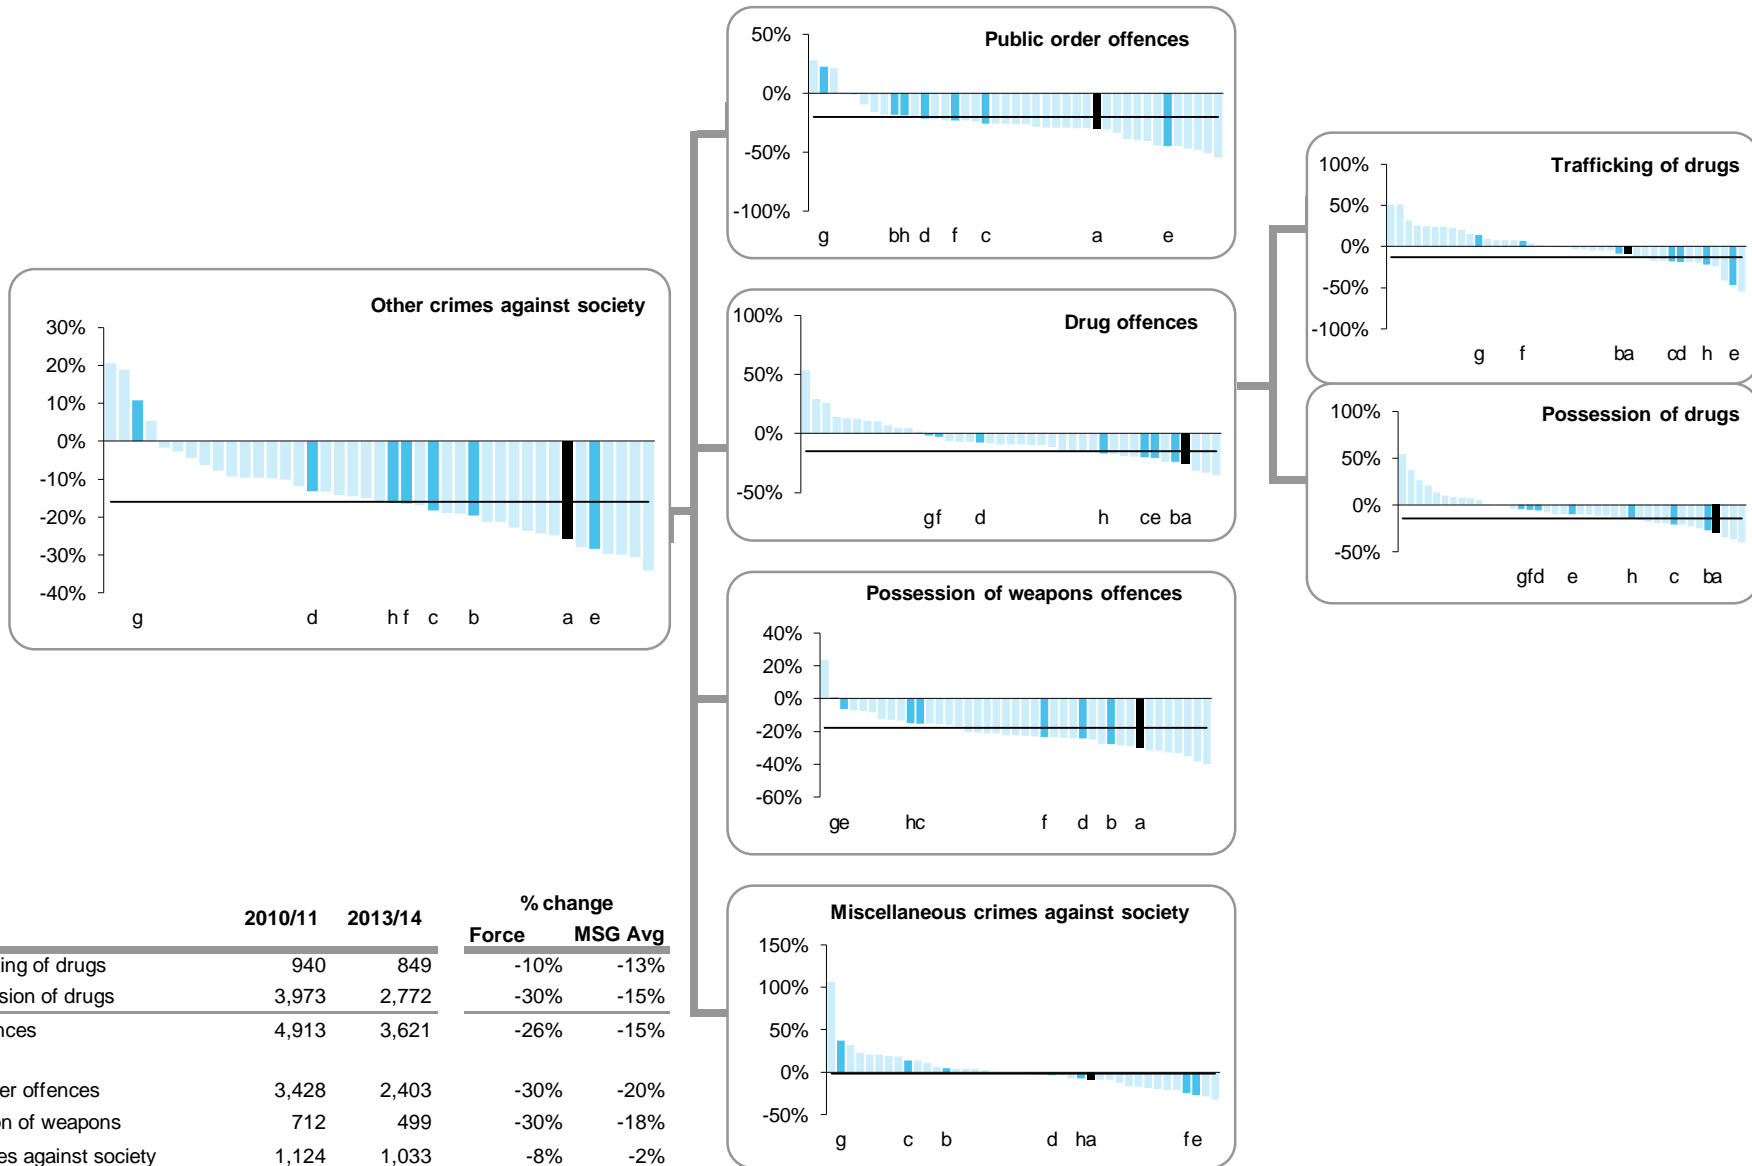 Public order offences
50%
0%
-50%
-100%
g bh d f c a e
Trafficking of drugs
100%
50%
0%
-50%
-100%
g f ba cd h e
Other crimes against society
30%
20%
10%
0%
-10%
-20%
-30%
-40%
g d h f c b a e
Drug offences
100%
50%
0%
-50%
gf d h ce ba
Possession of drugs
100%
50%
0%
-50%
gfd e h c ba
Possession of weapons offences
40%
20%
0%
-20%
-40%
-60%
ge hc f d b a
Miscellaneous crimes against society
150%
100%
50%
0%
-50%
g c b d ha fe
2010/11 2013/14 % change
Force MSG Avg
ing of drugs 940 849 -10% -13%
sion of drugs 3,973 2,772 -30% -15%
nces 4,913 3,621 -26% -15%
er offences 3,428 2,403 -30% -20%
n of weapons 712 499 -30% -18%
es against society 1,124 1,033 -8% -2%